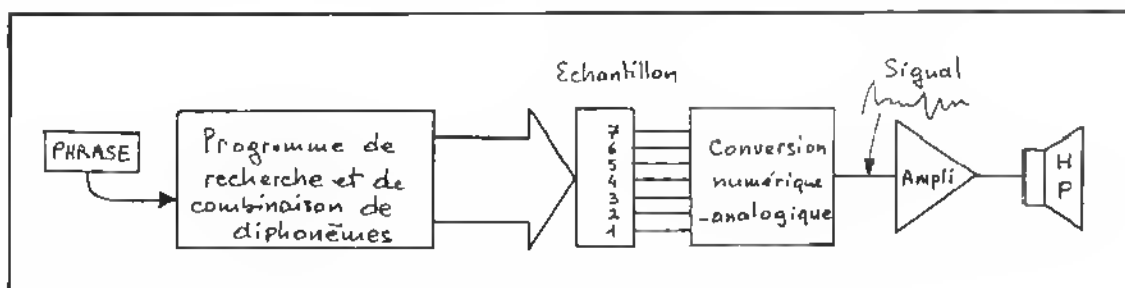 PHRASE
Programme de
recherche et de
combinaison de
diphonèmes
Echantillon
7
6
5
4
3
2
1
Conversion
numérique
-analogique
Signal
Ampli
H
P